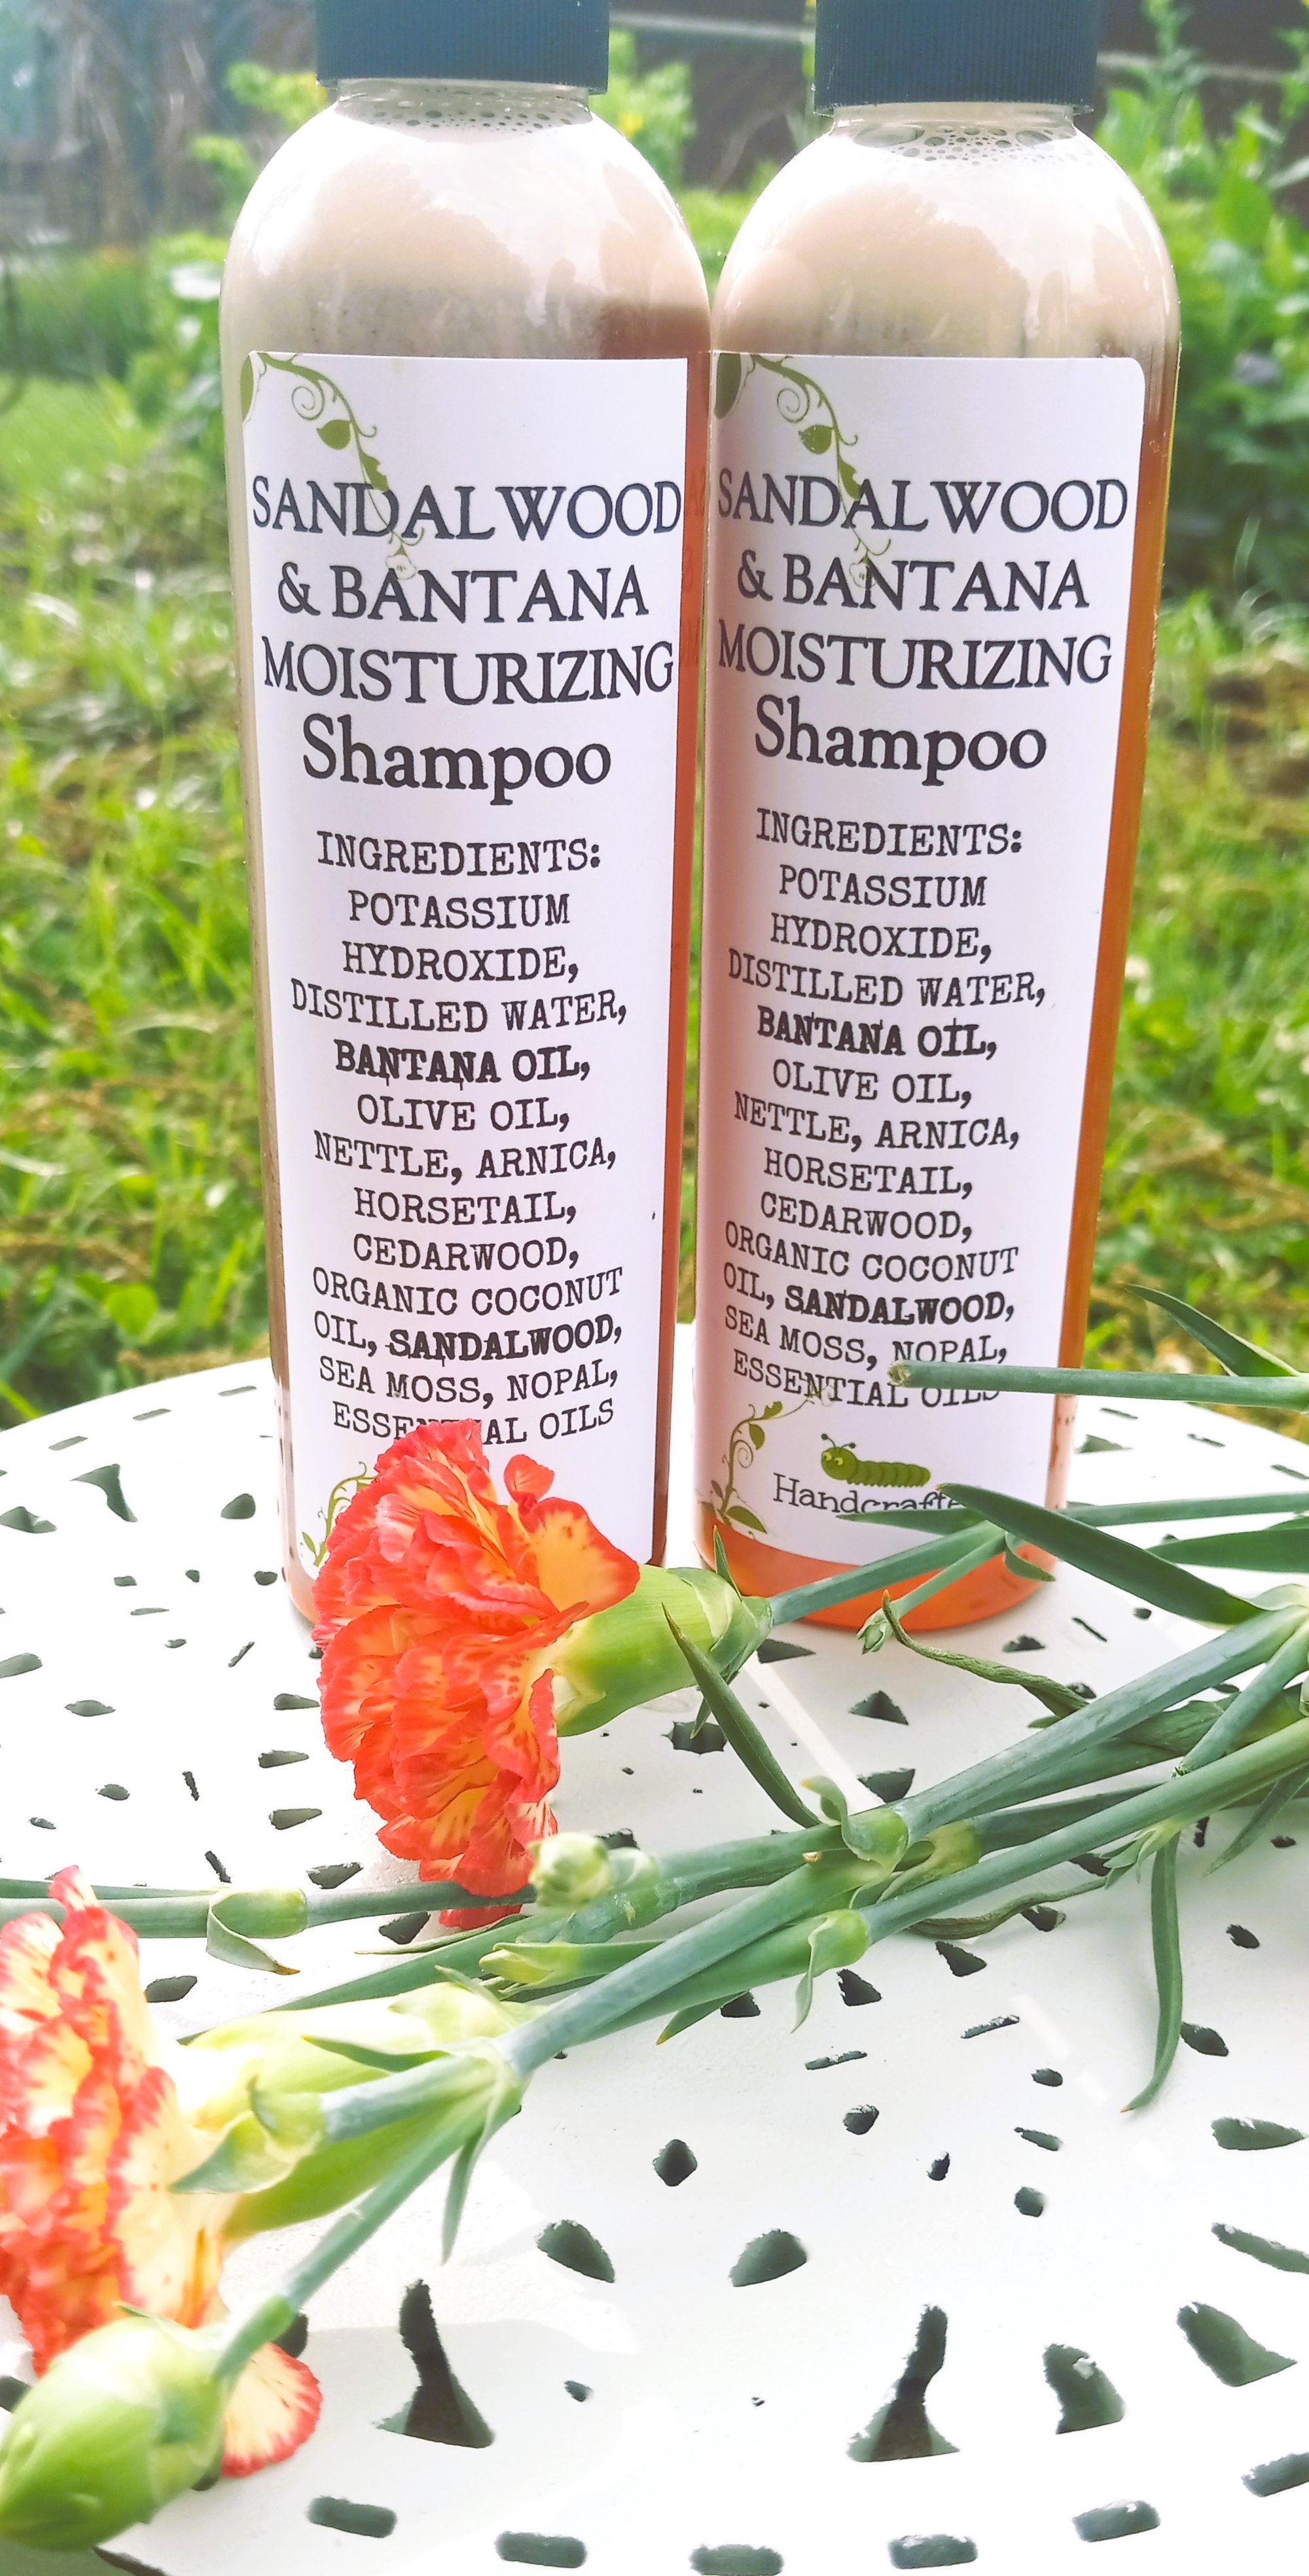 SANDALWOOD
& BANTANA
MOISTURIZING
Shampoo
INGREDIENTS:
POTASSIUM
HYDROXIDE,
DISTILLED WATER,
BANTANA OIL,
OLIVE OIL,
NETTLE, ARNICA,
HORSETAIL,
CEDARWOOD,
ORGANIC COCONUT
OIL, SANDALWOOD,
SEA MOSS, NOPAL,
OILS
SANDALWOOD
& BANTANA
MOISTURIZING
Shampoo
INGREDIENTS:
POTASSIUM
HYDROXIDE,
DISTILLED WATER,
BANTANA OIL,
OLIVE OIL,
NETTLE, ARNICA,
HORSETAIL,
CEDARWOOD,
ORGANIC COCONUT
OIL, SANDALWOOD,
SEA MOSS, NOPAL,
ESSENTIAL OILS